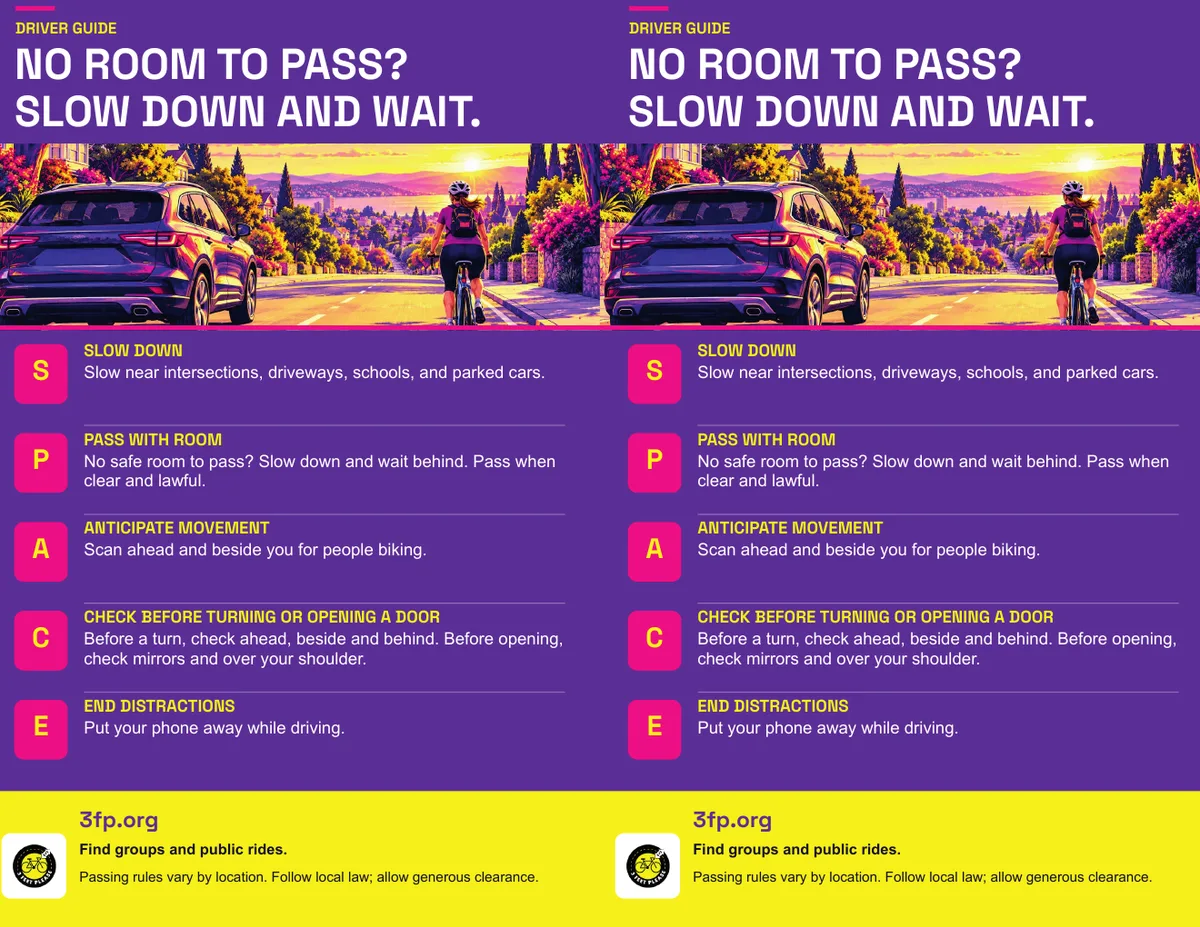 DRIVER GUIDE
NO ROOM TO PASS?
SLOW DOWN AND WAIT.
S
SLOW DOWN
Slow near intersections, driveways, schools, and parked cars.
P
PASS WITH ROOM
No safe room to pass? Slow down and wait behind. Pass when
clear and lawful.
A
ANTICIPATE MOVEMENT
Scan ahead and beside you for people biking.
C
CHECK BEFORE TURNING OR OPENING A DOOR
Before a turn, check ahead, beside and behind. Before opening,
check mirrors and over your shoulder.
E
END DISTRACTIONS
Put your phone away while driving.
3fp.org
Find groups and public rides.
Passing rules vary by location. Follow local law; allow generous clearance.
3 FEET PLEASE
DRIVER GUIDE
NO ROOM TO PASS?
SLOW DOWN AND WAIT.
S
SLOW DOWN
Slow near intersections, driveways, schools, and parked cars.
P
PASS WITH ROOM
No safe room to pass? Slow down and wait behind. Pass when
clear and lawful.
A
ANTICIPATE MOVEMENT
Scan ahead and beside you for people biking.
C
CHECK BEFORE TURNING OR OPENING A DOOR
Before a turn, check ahead, beside and behind. Before opening,
check mirrors and over your shoulder.
E
END DISTRACTIONS
Put your phone away while driving.
3fp.org
Find groups and public rides.
Passing rules vary by location. Follow local law; allow generous clearance.
3 FEET PLEASE